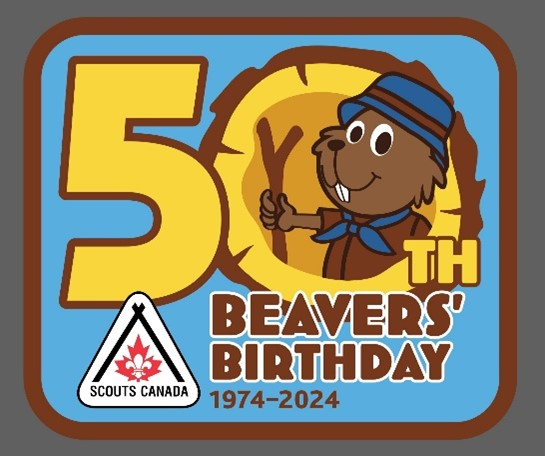 50TH
BEAVERS'
BIRTHDAY
1974–2024
SCOUTS CANADA